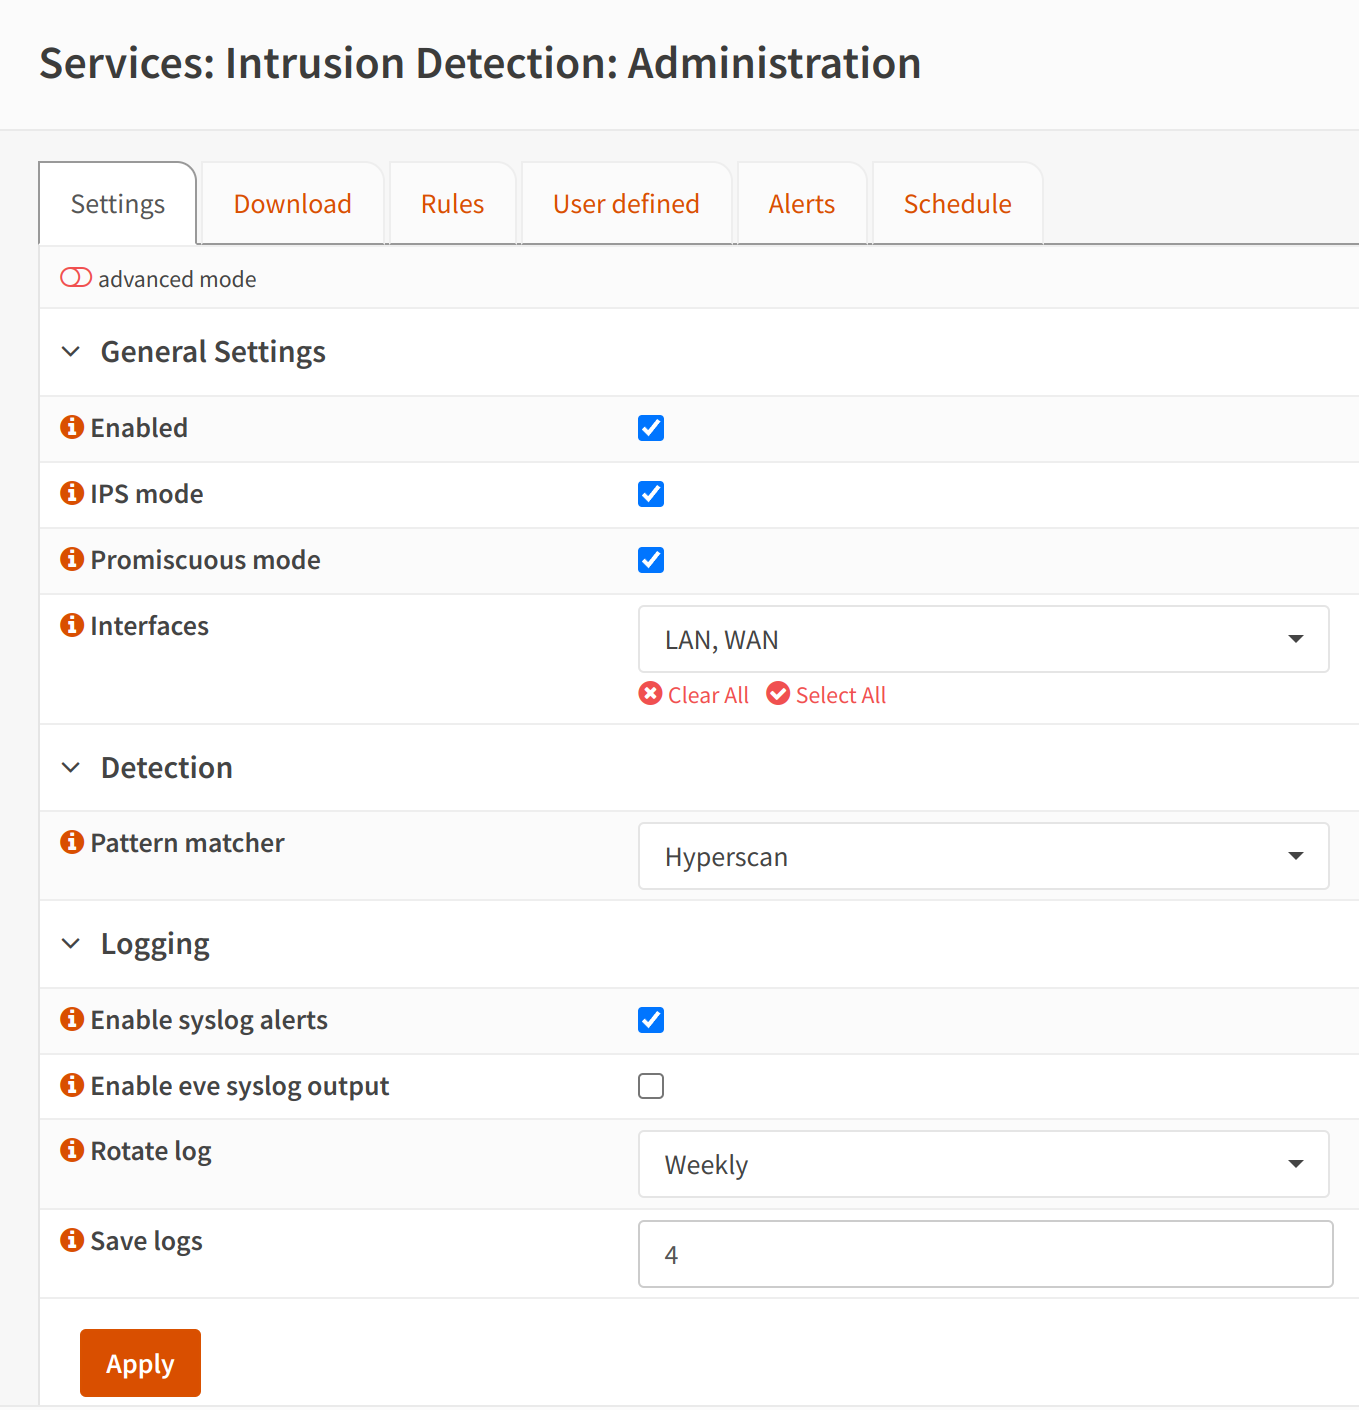 Services: Intrusion Detection: Administration
Settings Download Rules User defined Alerts Schedule
advanced mode
General Settings
Enabled
IPS mode
Promiscuous mode
Interfaces LAN, WAN
Clear All Select All
Detection
Pattern matcher Hyperscan
Logging
Enable syslog alerts
Enable eve syslog output
Rotate log Weekly
Save logs 4
Apply